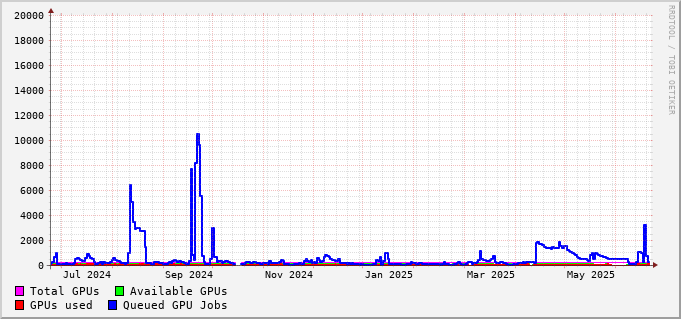 20000
18000
16000
14000
12000
10000
8000
6000
4000
2000
0
Jul 2024 Sep 2024 Nov 2024 Jan 2025 Mar 2025 May 2025
Total GPUs Available GPUs
GPUs used Queued GPU Jobs
RRDTOOL / TOBI OETIKER